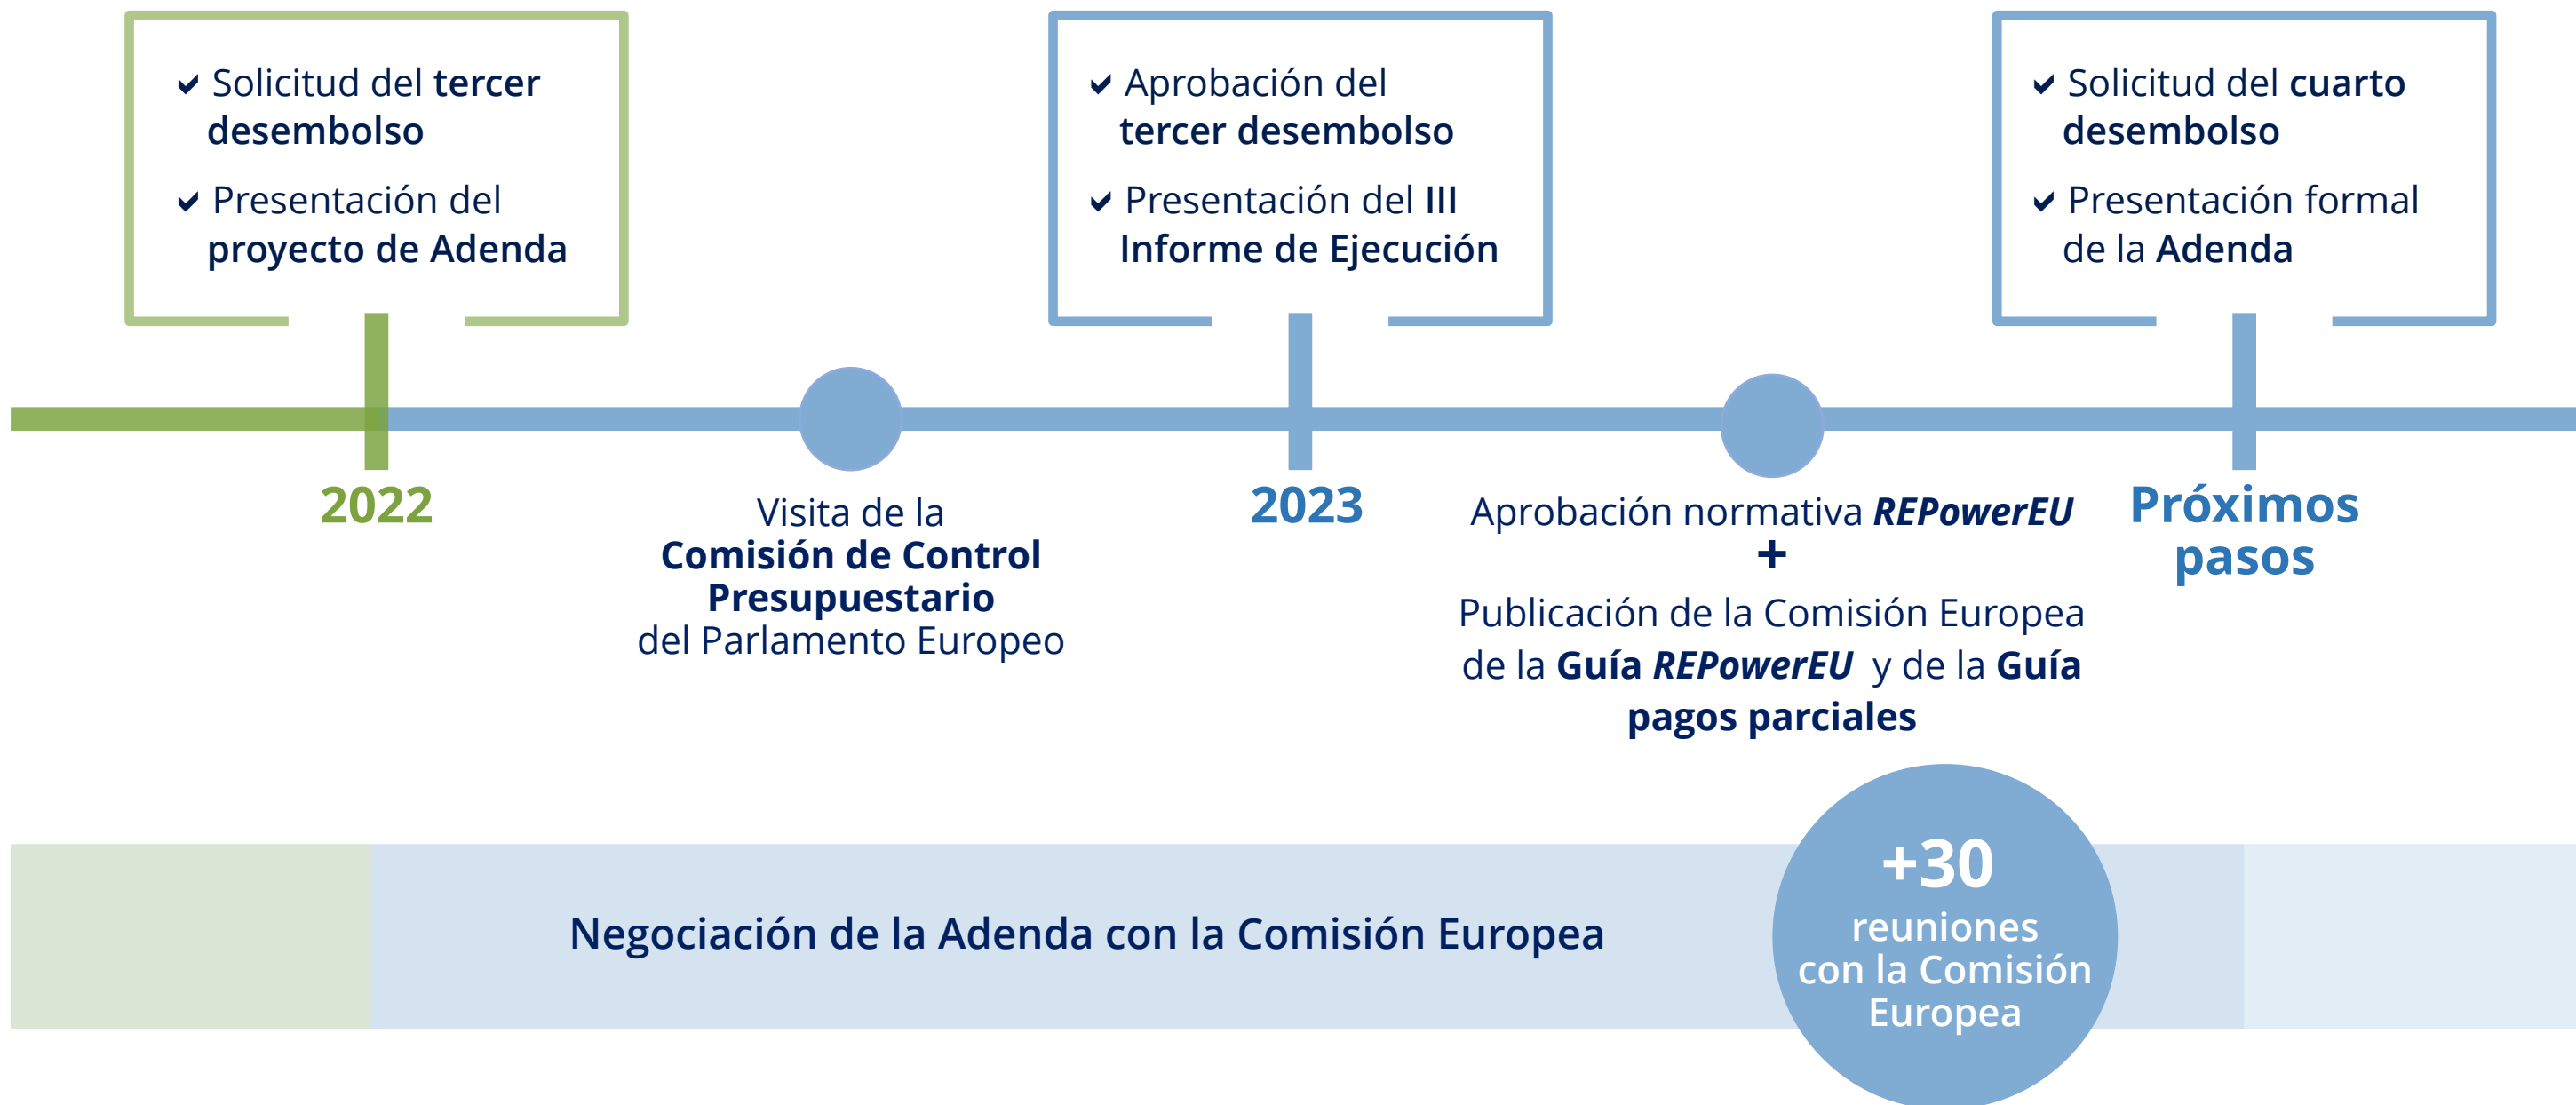 ✓ Solicitud del tercer
desembolso
✓ Presentación del
proyecto de Adenda
✓ Aprobación del
tercer desembolso
✓ Presentación del III
Informe de Ejecución
✓ Solicitud del cuarto
desembolso
✓ Presentación formal
de la Adenda
2022
Visita de la
Comisión de Control
Presupuestario
del Parlamento Europeo
2023
Aprobación normativa REPowerEU
+
Publicación de la Comisión Europea
de la Guía REPowerEU y de la Guía
pagos parciales
Próximos
pasos
Negociación de la Adenda con la Comisión Europea
+30
reuniones
con la Comisión
Europea